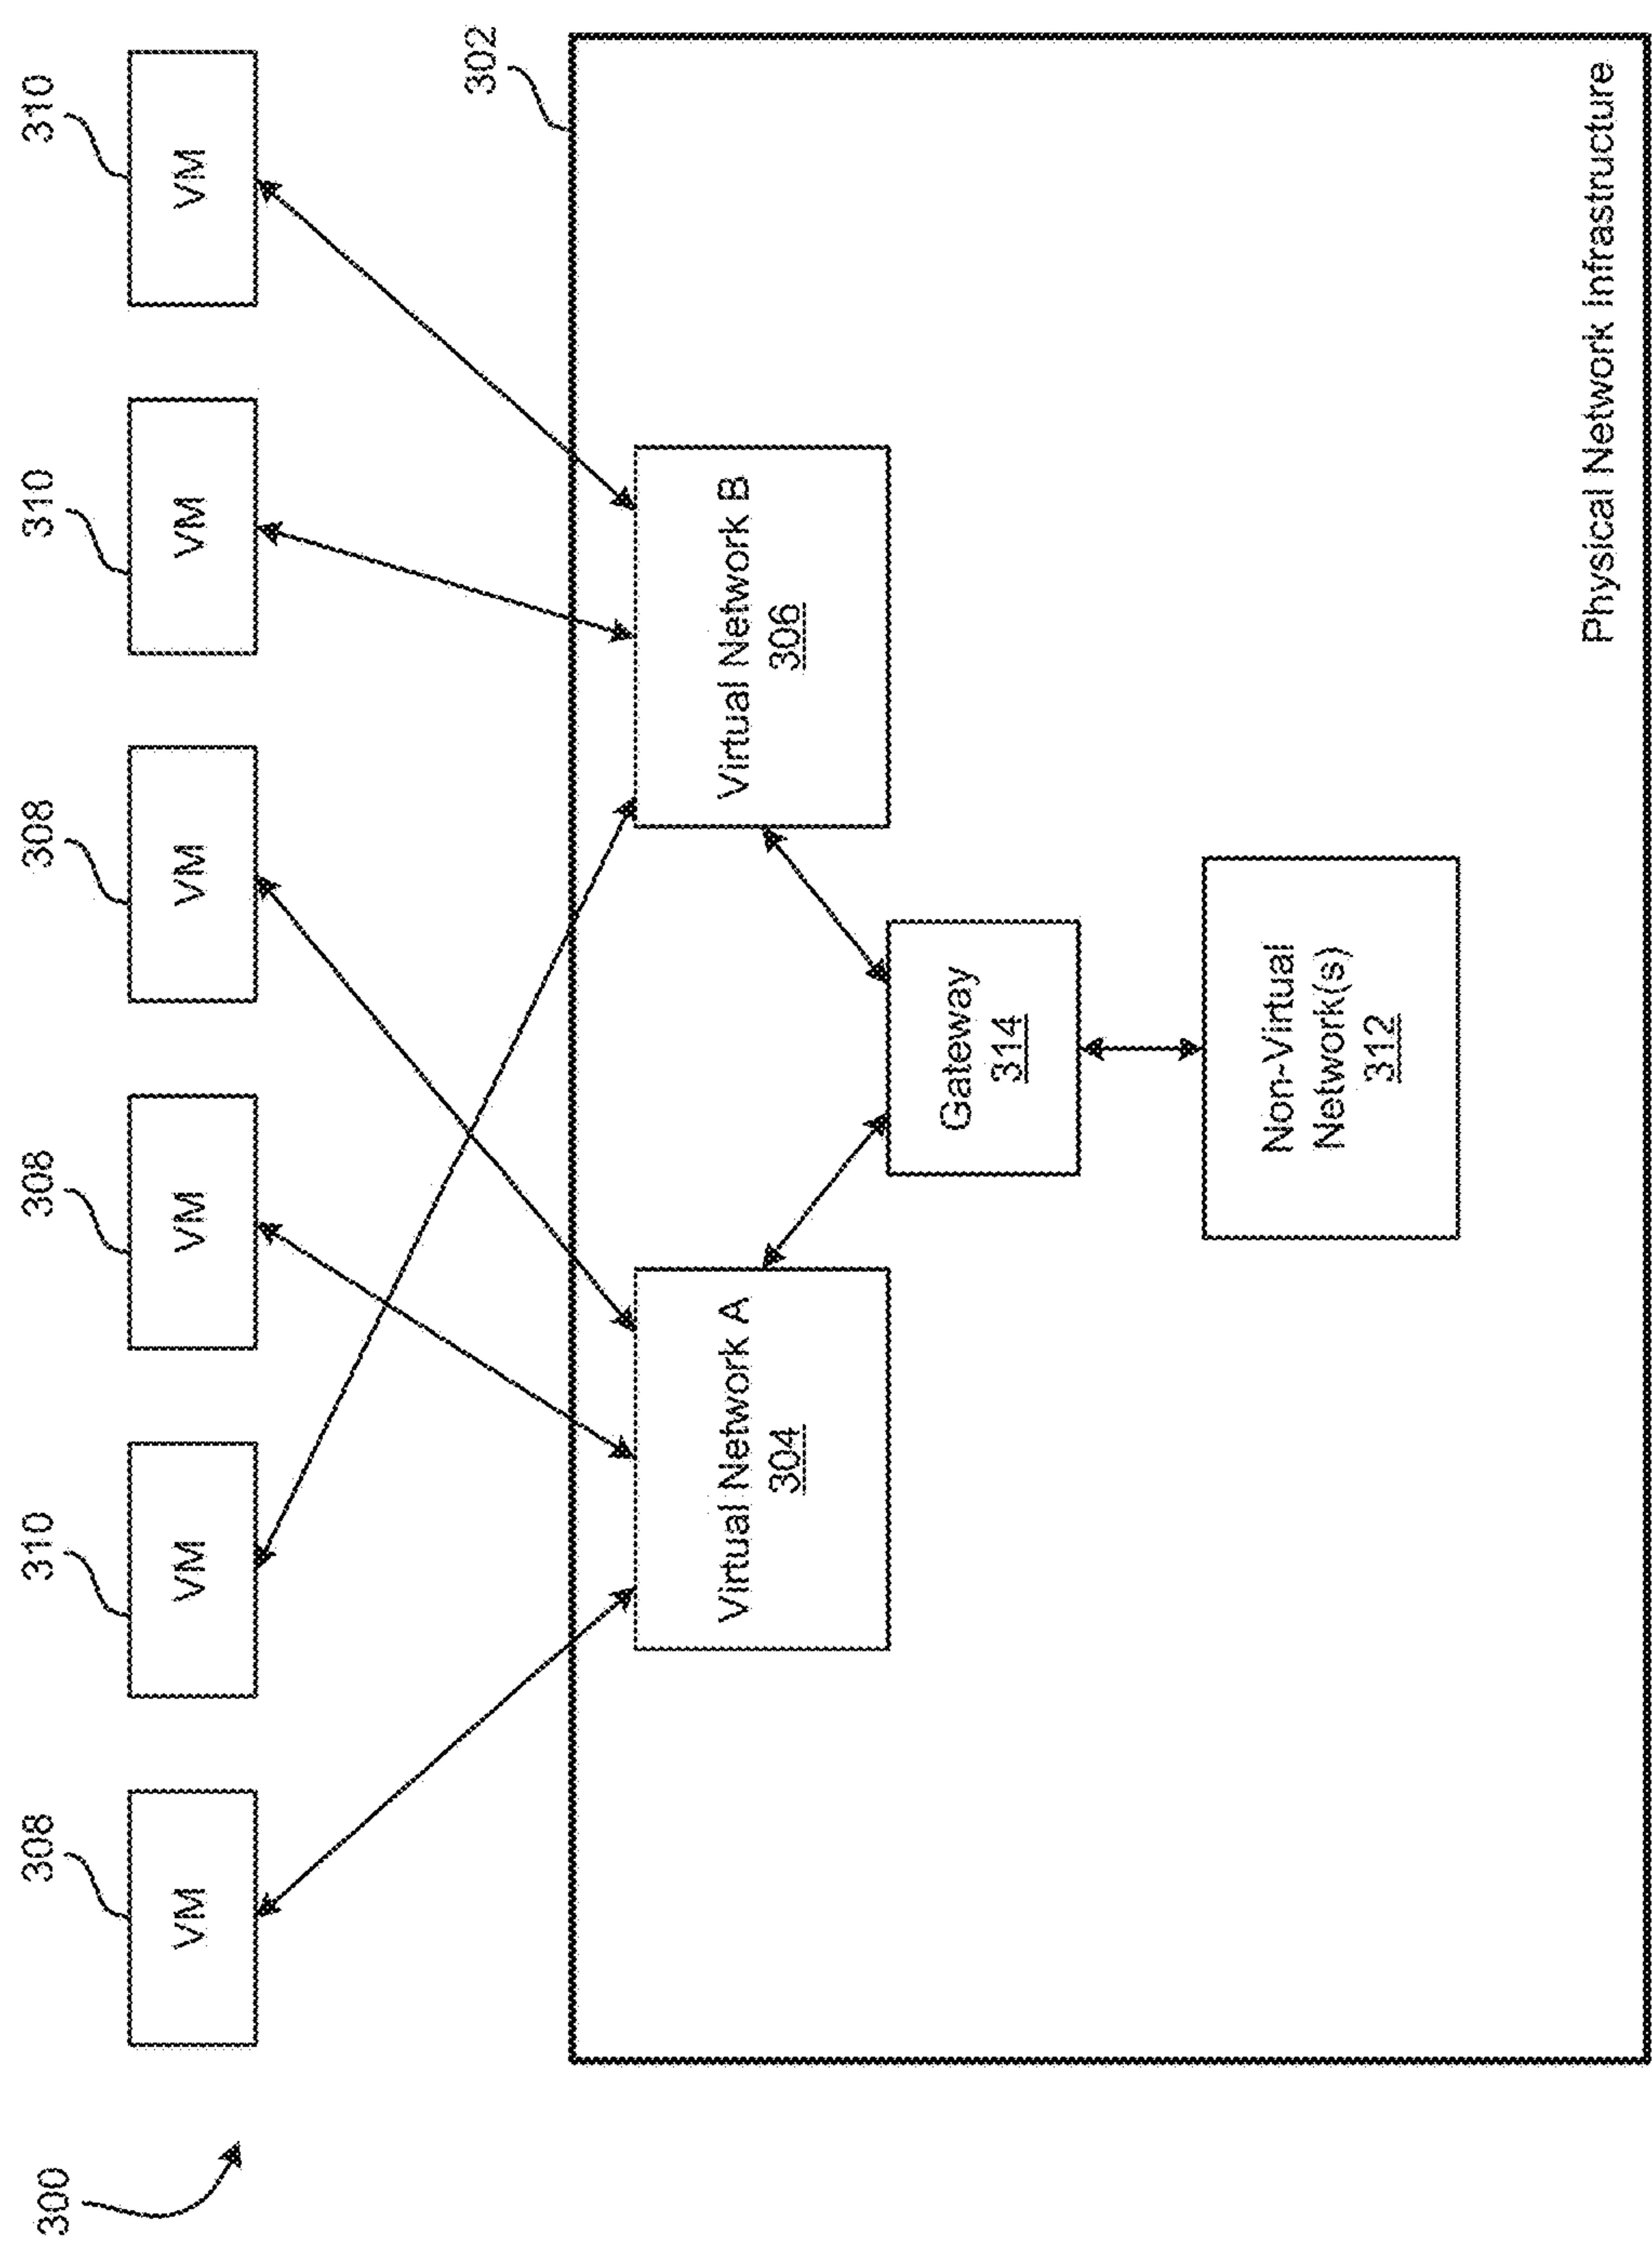 300
308
310
308
308
310
310
VM
VM
VM
VM
VM
VM
302
Virtual Network A
304
Virtual Network B
306
Gateway
314
Non-Virtual
Network(s)
312
Physical Network Infrastructure